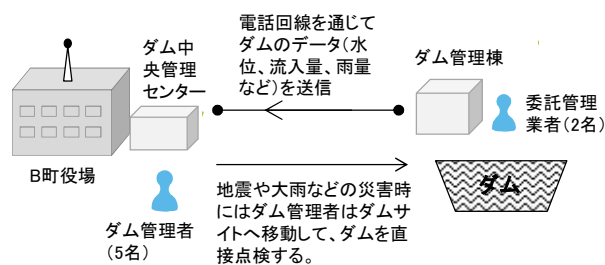 電話回線を通じて
ダムのデータ(水
位、流入量、雨量
など)を送信
ダム中
央管理
センター
ダム管理棟
委託管理
業者(2名)
B町役場
ダム
地震や大雨などの災害時
にはダム管理者はダムサ
イトへ移動して、ダムを直
接点検する。
ダム管理者
(5名)